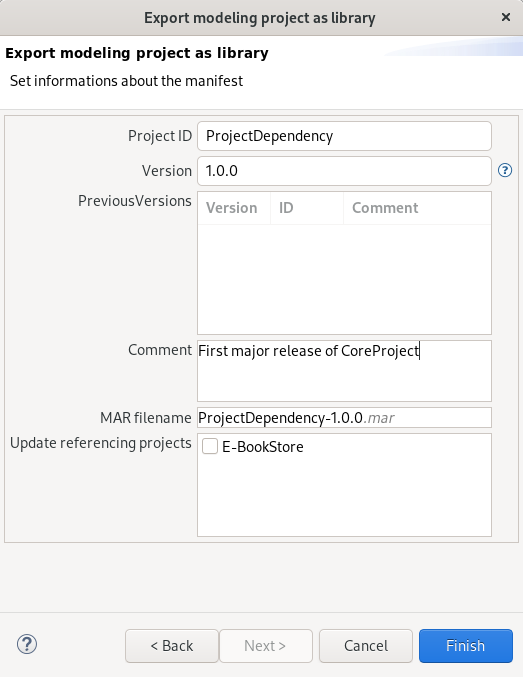 Export modeling project as library
×
Export modeling project as library
Set informations about the manifest
Project ID ProjectDependency
Version 1.0.0 ?
PreviousVersions Version ID Comment
Comment First major release of CoreProject
MAR filename ProjectDependency-1.0.0.mar
Update referencing projects E-BookStore
? < Back Next > Cancel Finish